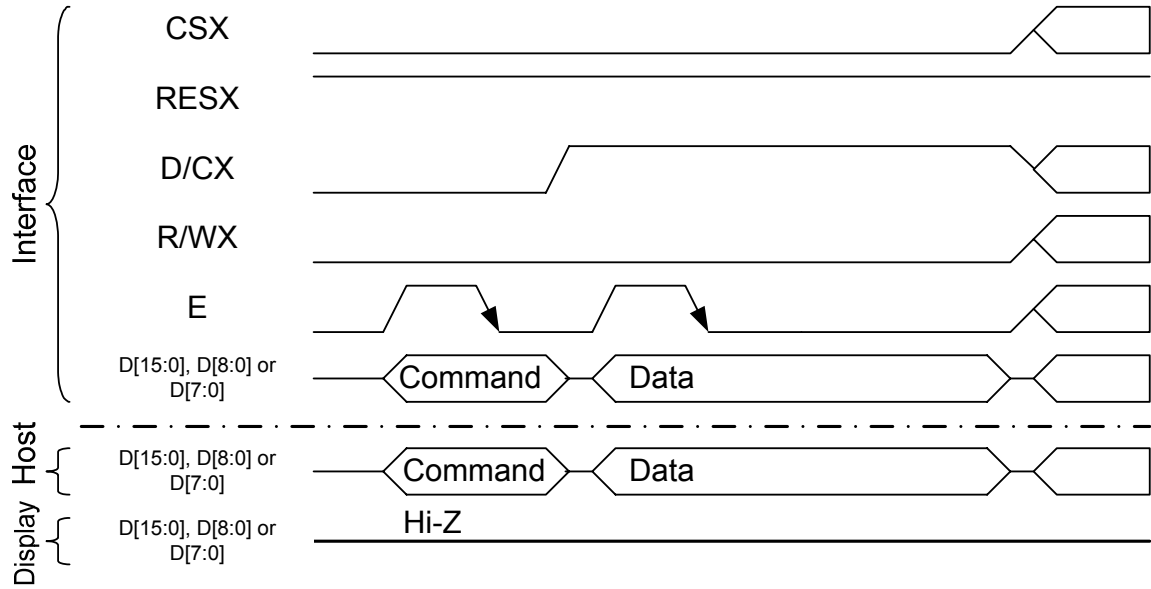 Interface
CSX
RESX
D/CX
R/WX
E
D[15:0], D[8:0] or
D[7:0]
Command
Data
Host
D[15:0], D[8:0] or
D[7:0]
Command
Data
Display
D[15:0], D[8:0] or
D[7:0]
Hi-Z